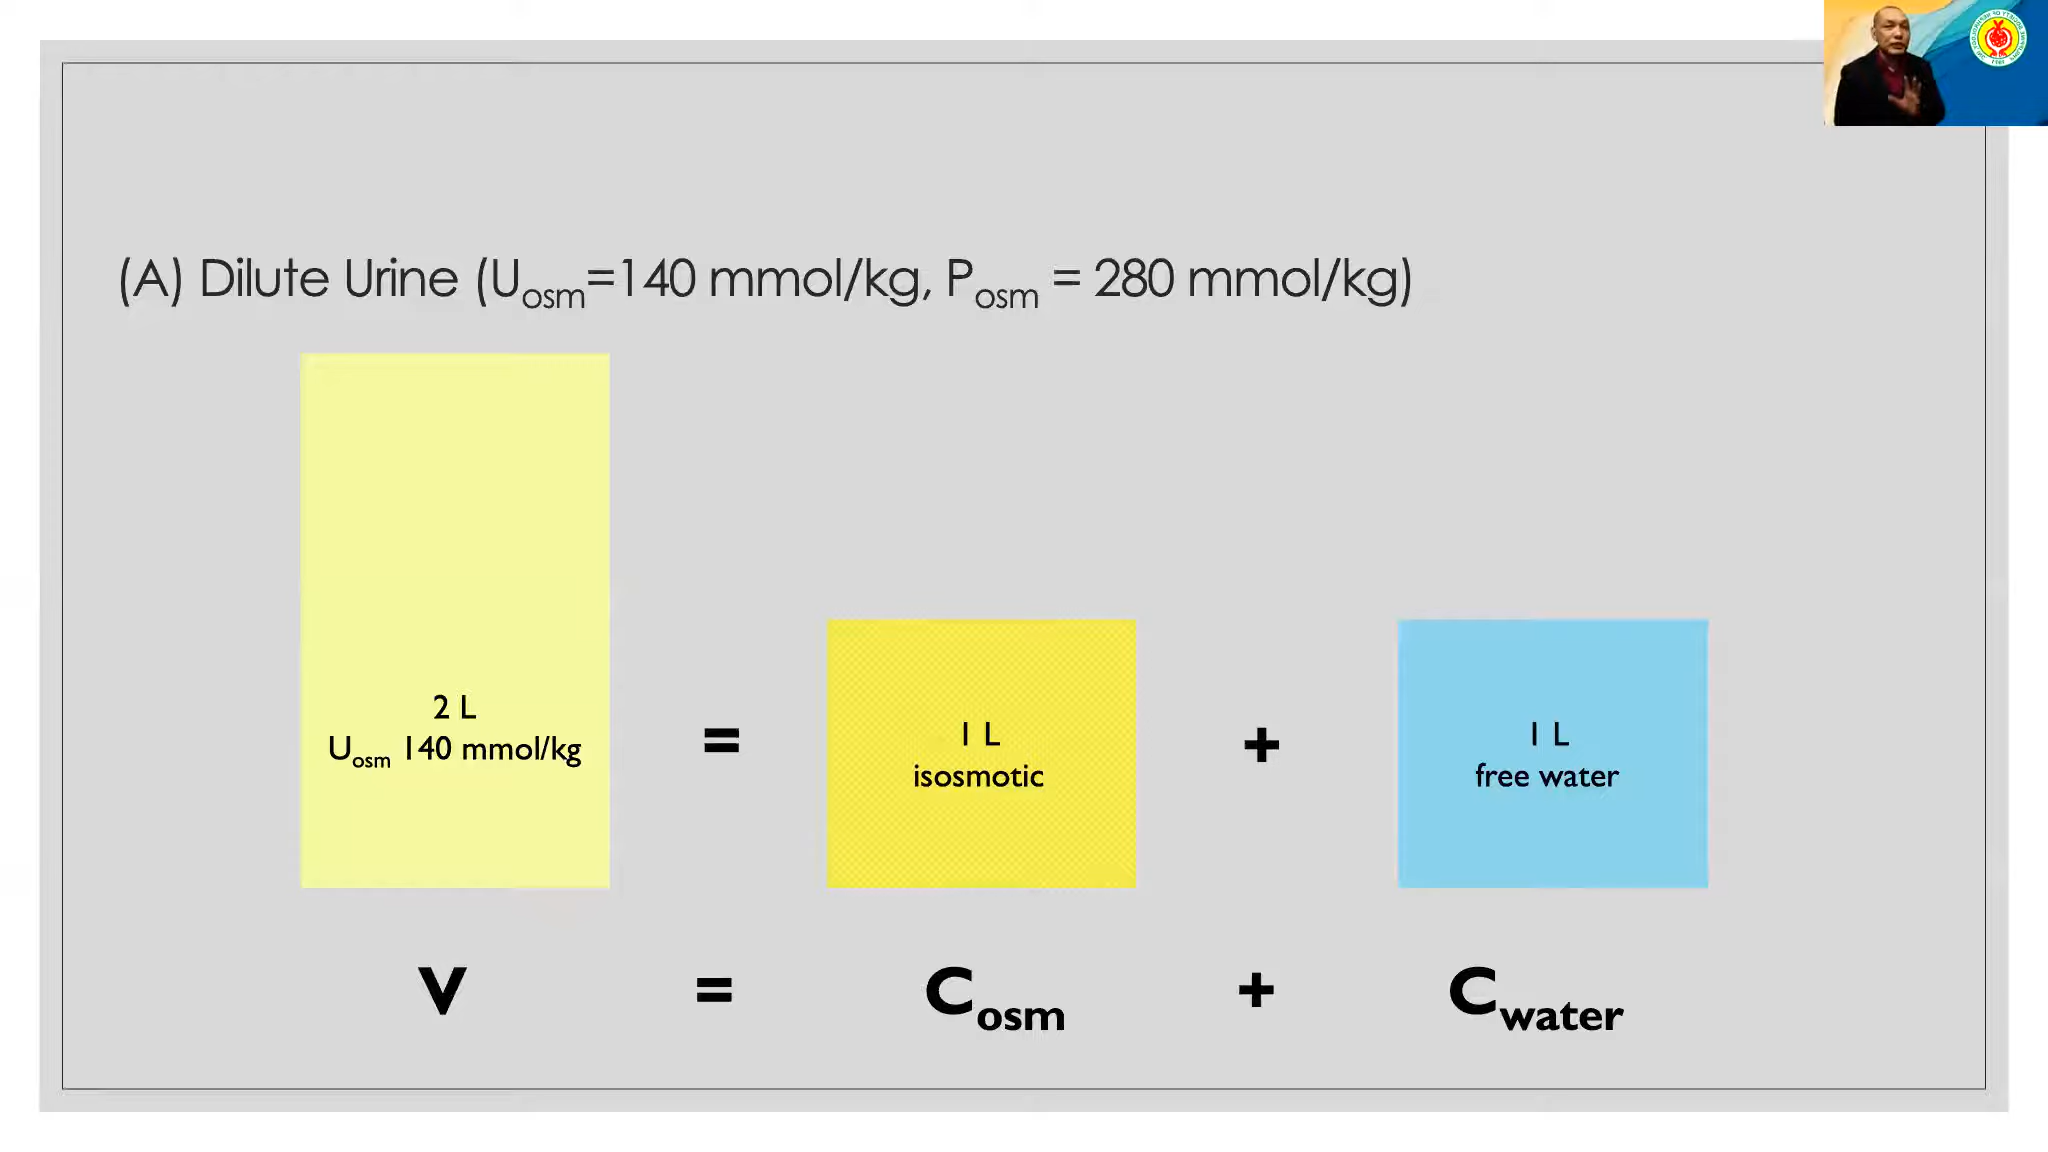 (A) Dilute Urine (Uosm=140 mmol/kg, Posm = 280 mmol/kg)
2 L
Uosm 140 mmol/kg
=
1 L
isosmotic
+
1 L
free water
V = Cosm + Cwater